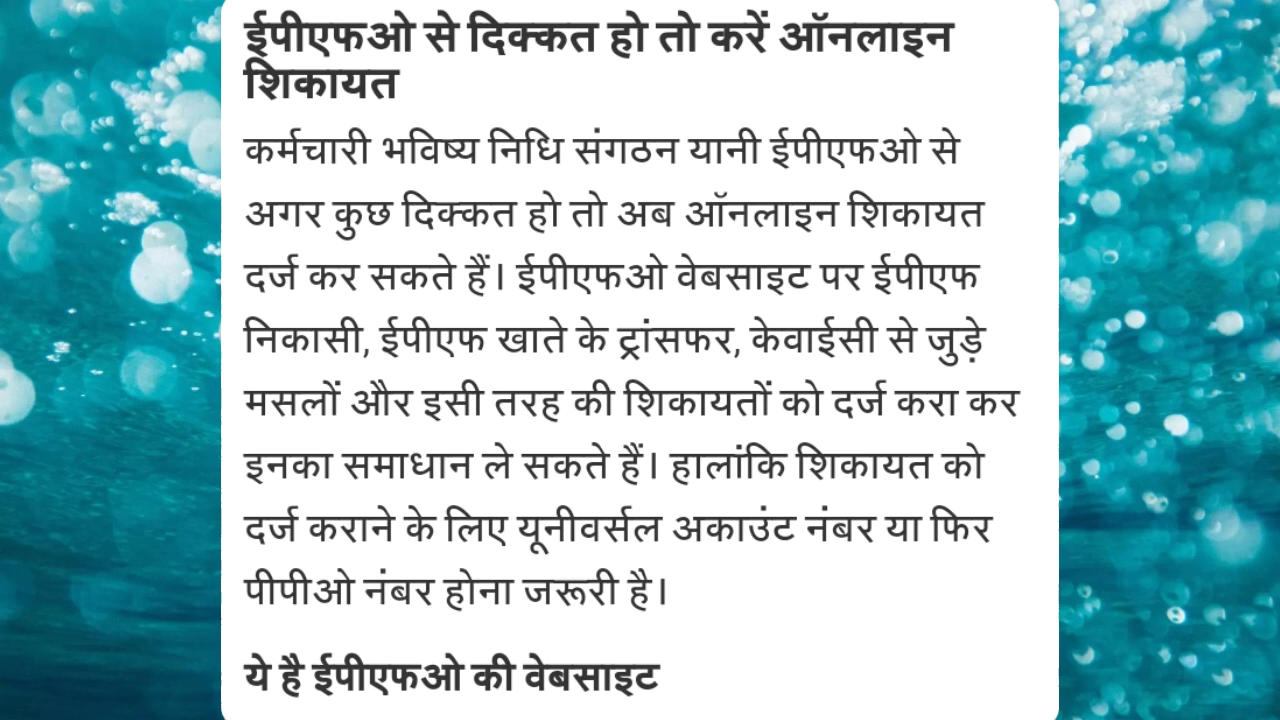 ईपीएफओ से दिक्कत हो तो करें ऑनलाइन
शिकायत
कर्मचारी भविष्य निधि संगठन यानी ईपीएफओ से
अगर कुछ दिक्कत हो तो अब ऑनलाइन शिकायत
दर्ज कर सकते हैं। ईपीएफओ वेबसाइट पर ईपीएफ
निकासी, ईपीएफ खाते के ट्रांसफर, केवाईसी से जुड़े
मसलों और इसी तरह की शिकायतों को दर्ज करा कर
इनका समाधान ले सकते हैं। हालांकि शिकायत को
दर्ज कराने के लिए यूनीवर्सल अकाउंट नंबर या फिर
पीपीओ नंबर होना जरूरी है।
ये है ईपीएफओ की वेबसाइट